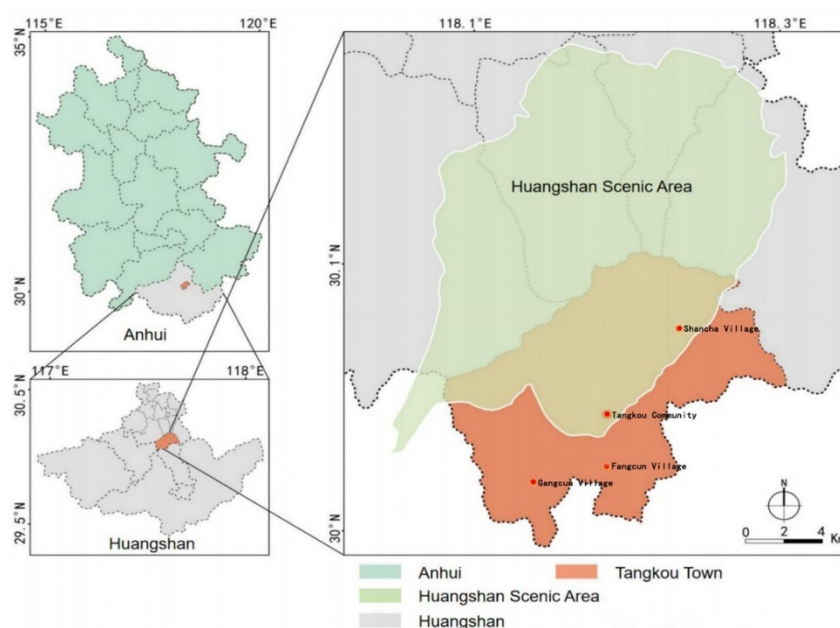 115°E
120°E
118.1°E
118.3°E
35°N
30°N
Anhui
117°E
118°E
30.5°N
29.5°N
Huangshan
Huangshan Scenic Area
30.1°N
30°N
Shancha Village
Tangkou Community
Fangcun Village
Gangcun Village
N
0 2 4 K
Anhui
Tangkou Town
Huangshan Scenic Area
Huangshan